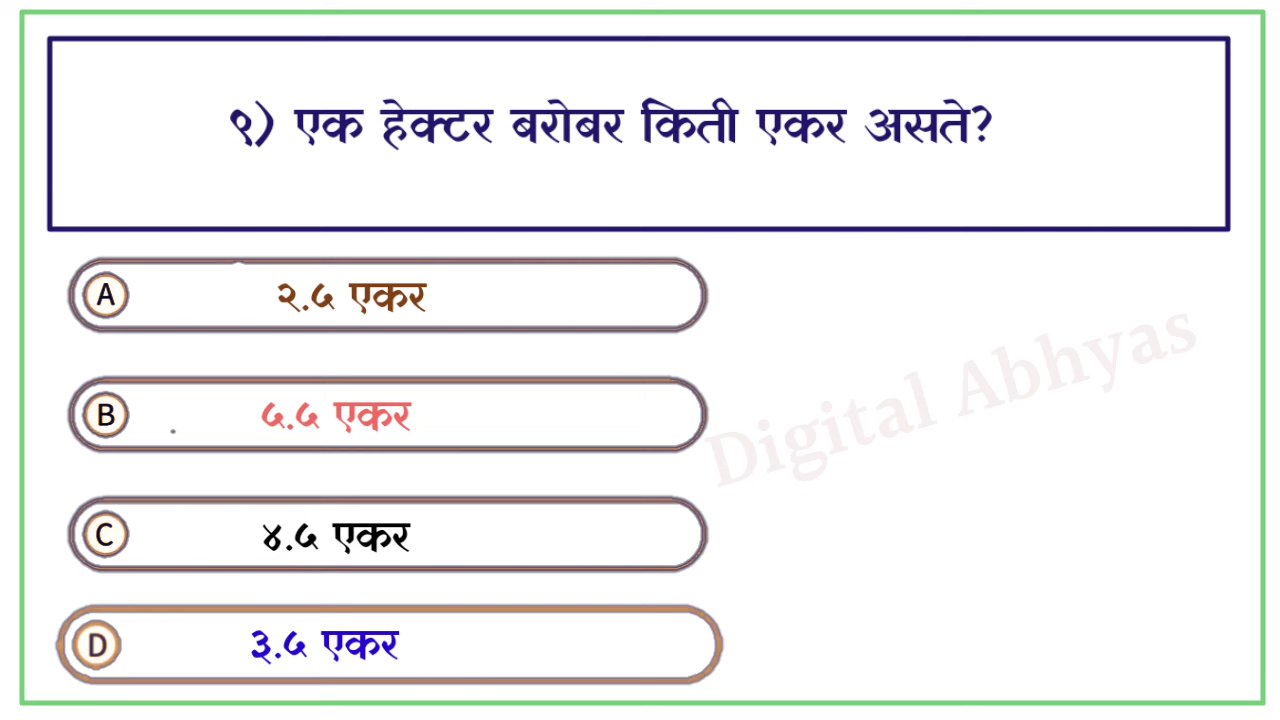 ९) एक हेक्टर बरोबर किती एकर असते?
A २.५ एकर
B ५.५ एकर
C ४.५ एकर
D ३.५ एकर
Digital Abhyas